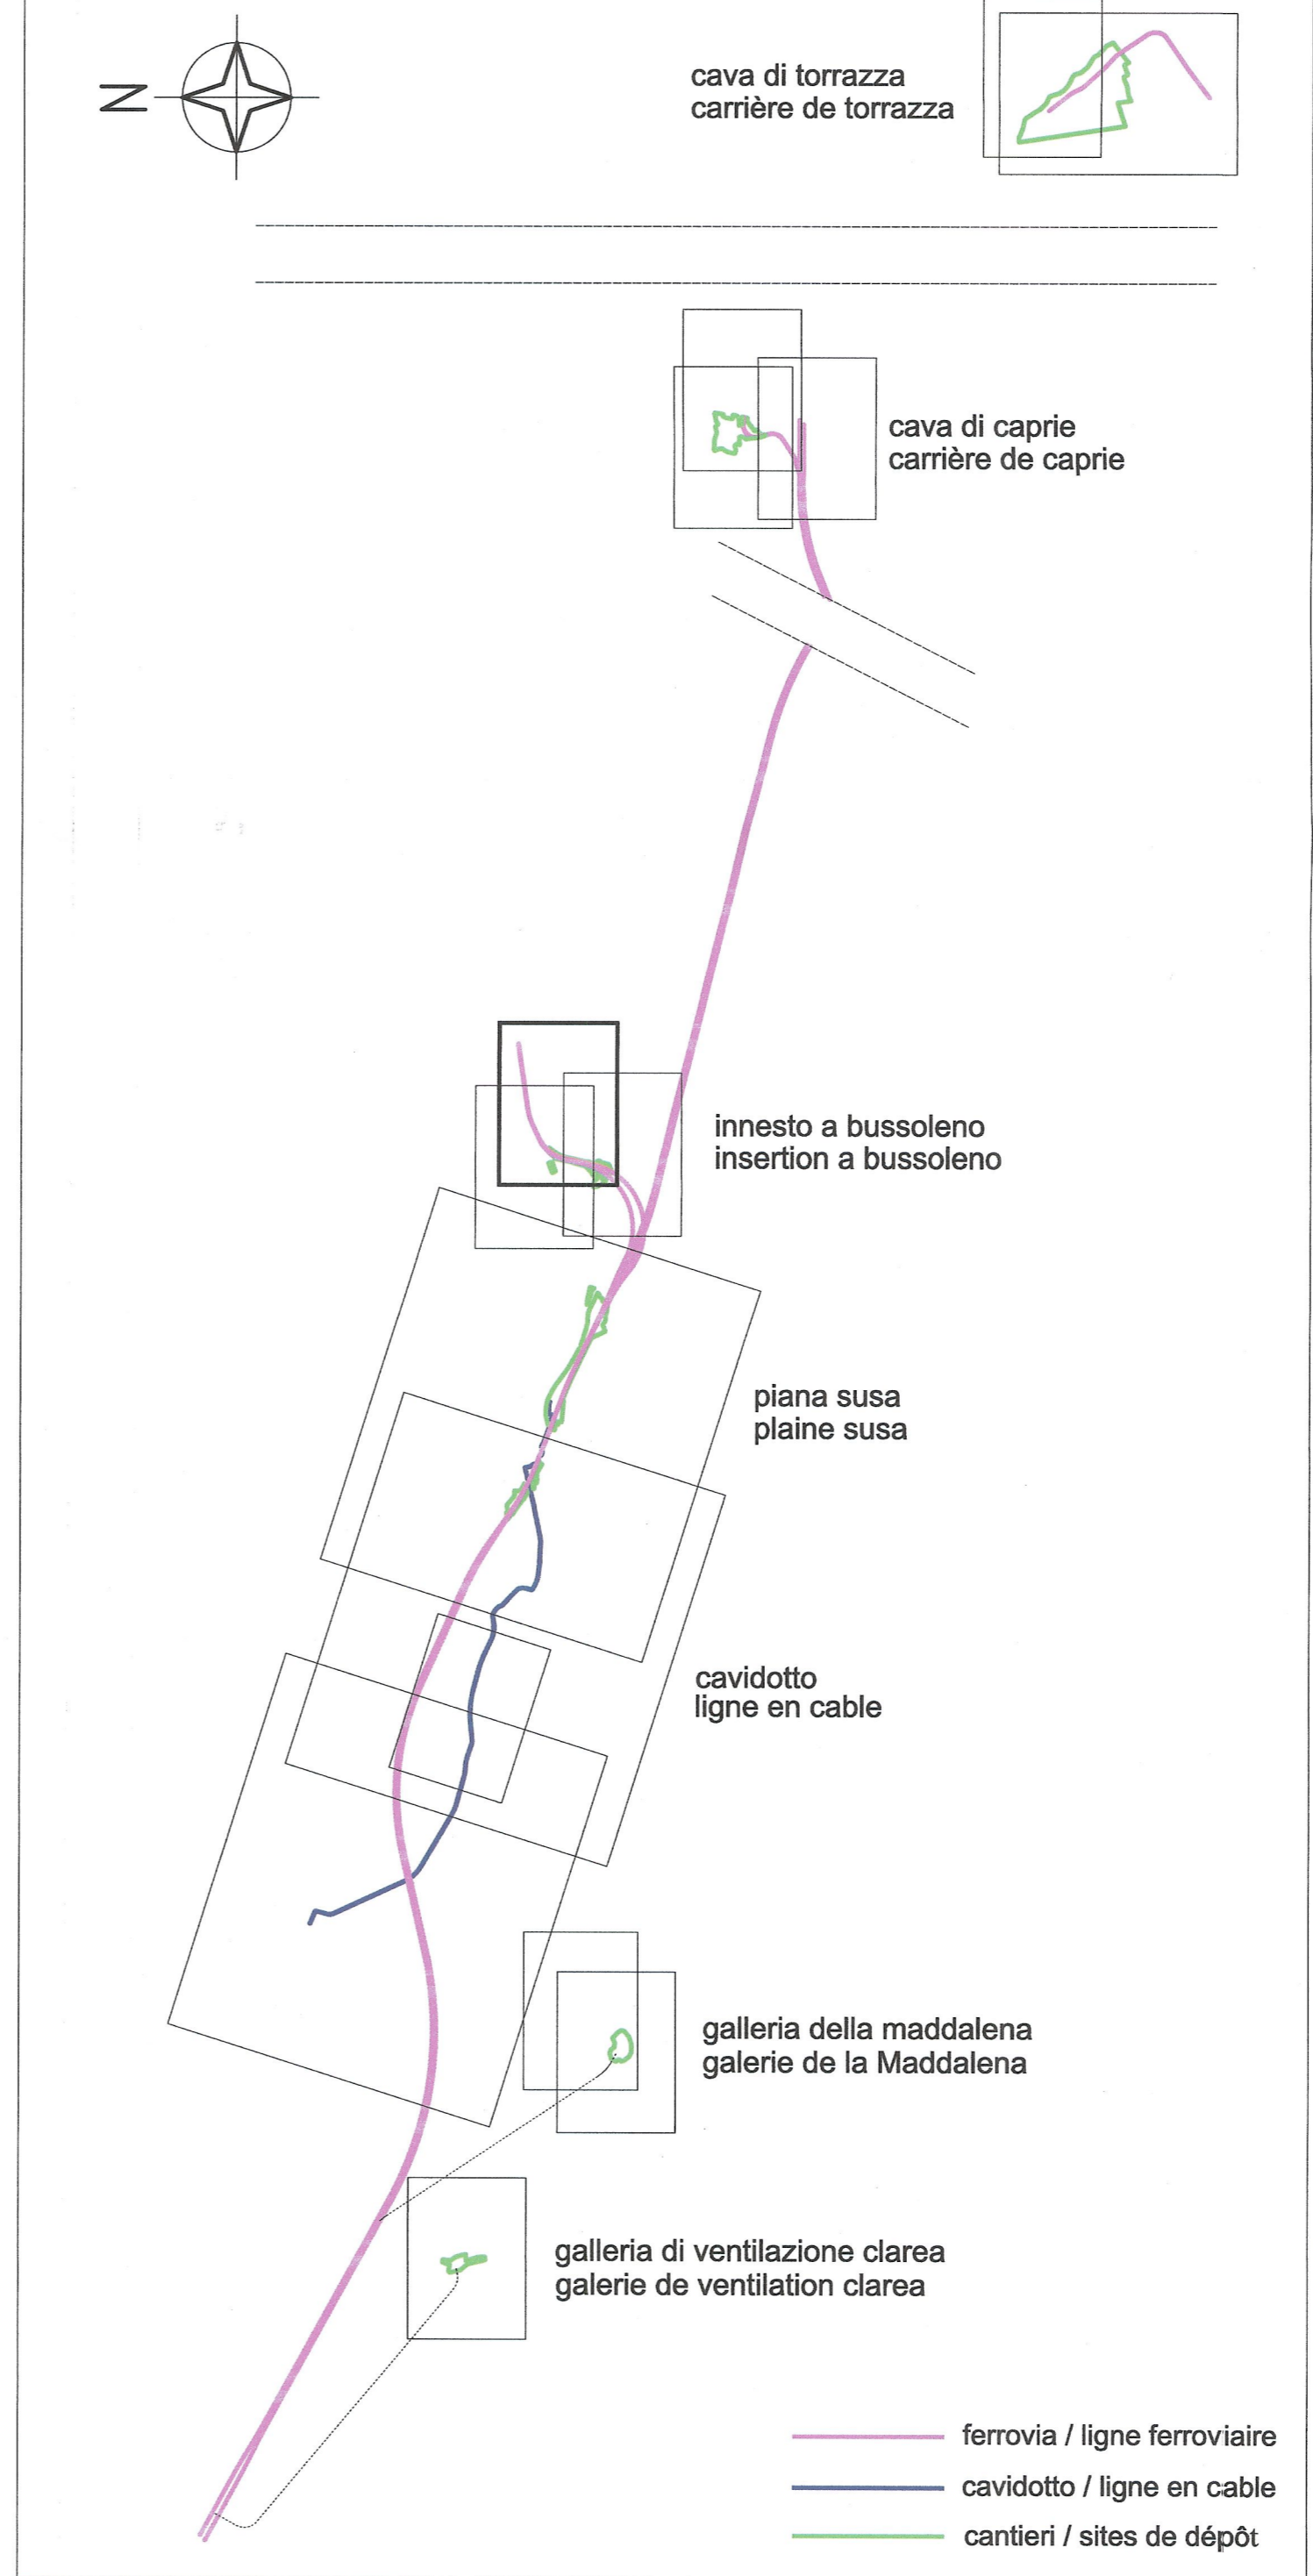 N
cava di torrazza
carrière de torrazza
cava di caprie
carrière de caprie
innesto a bussoleno
insertion a bussoleno
piana susa
plaine susa
cavidotto
ligne en cable
galleria della maddalena
galerie de la Maddalena
galleria di ventilazione clarea
galerie de ventilation clarea
ferrovia / ligne ferroviaire
cavidotto / ligne en cable
cantieri / sites de dépôt